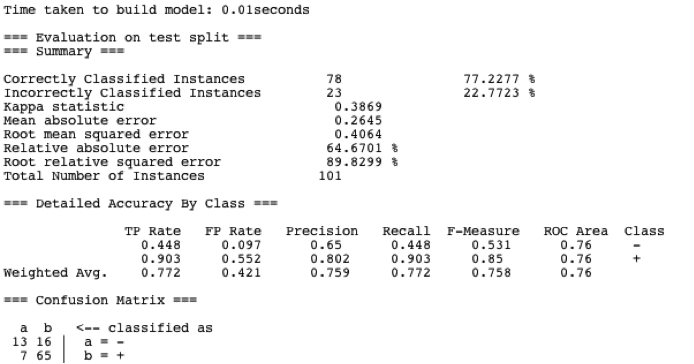 Time taken to build model: 0.01seconds
=== Evaluation on test split ===
=== Summary ===
Correctly Classified Instances 78 77.2277 %
Incorrectly Classified Instances 23 22.7723 %
Kappa statistic 0.3869
Mean absolute error 0.2645
Root mean squared error 0.4064
Relative absolute error 64.6701 %
Root relative squared error 89.8299 %
Total Number of Instances 101
=== Detailed Accuracy By Class ===
TP Rate FP Rate Precision Recall F-Measure ROC Area Class
0.448 0.097 0.65 0.448 0.531 0.76 -
0.903 0.552 0.802 0.903 0.85 0.76 +
Weighted Avg. 0.772 0.421 0.759 0.772 0.758 0.76
=== Confusion Matrix ===
a b <-- classified as
13 16 | a = -
7 65 | b = +